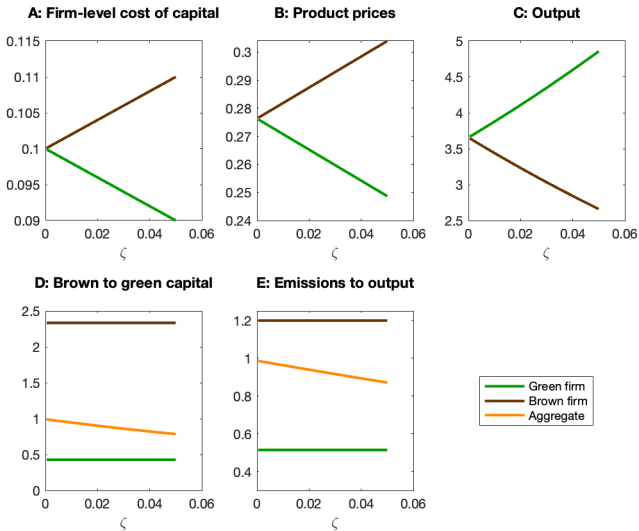 A: Firm-level cost of capital
0.115
0.11
0.105
0.1
0.095
0.09
0 0.02 0.04 0.06
ζ
B: Product prices
0.3
0.29
0.28
0.27
0.26
0.25
0.24
0 0.02 0.04 0.06
ζ
C: Output
5
4.5
4
3.5
3
2.5
0 0.02 0.04 0.06
ζ
D: Brown to green capital
2.5
2
1.5
1
0.5
0
0 0.02 0.04 0.06
ζ
E: Emissions to output
1.2
1
0.8
0.6
0.4
0 0.02 0.04 0.06
ζ
Green firm
Brown firm
Aggregate